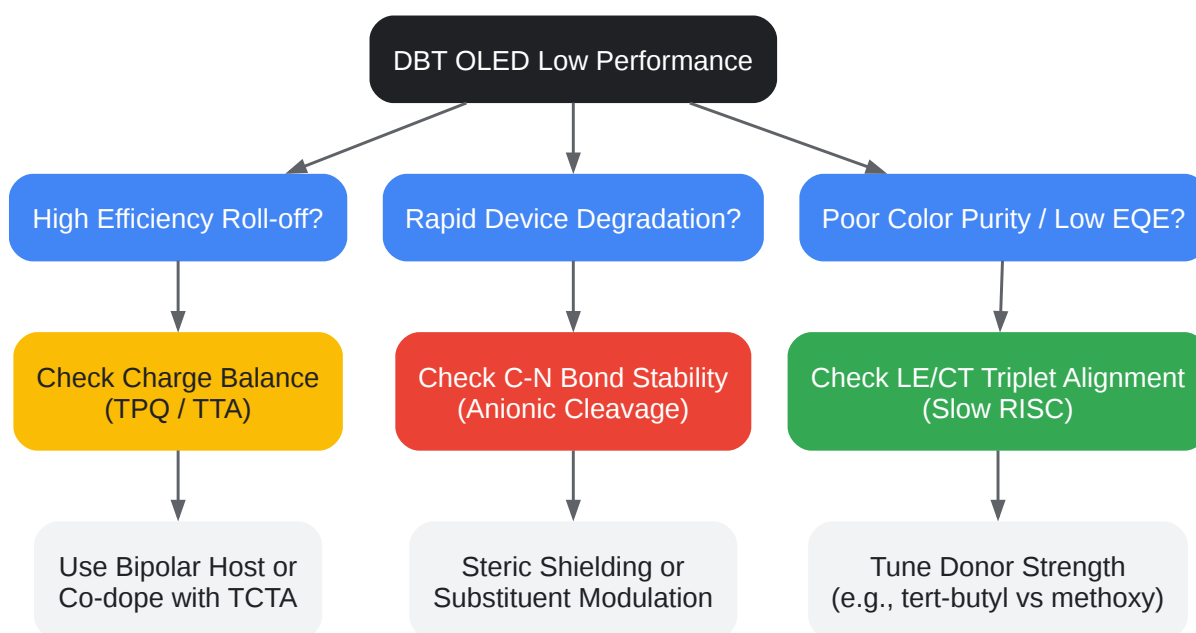 DBT OLED Low Performance
High Efficiency Roll-off?
Rapid Device Degradation?
Poor Color Purity / Low EQE?
Check Charge Balance
(TPQ / TTA)
Check C-N Bond Stability
(Anionic Cleavage)
Check LE/CT Triplet Alignment
(Slow RISC)
Use Bipolar Host or
Co-dope with TCTA
Steric Shielding or
Substituent Modulation
Tune Donor Strength
(e.g., tert-butyl vs methoxy)